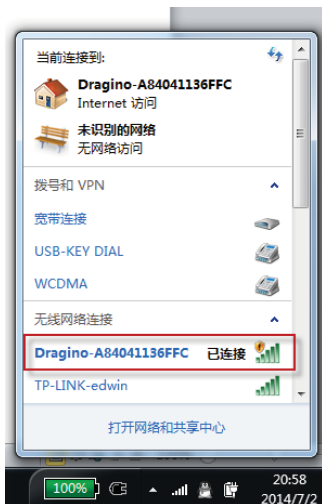 当前连接到:
Dragino-A84041136FFC
Internet 访问
未识别的网络
无网络访问
拨号和 VPN
宽带连接
USB-KEY DIAL
WCDMA
无线网络连接
Dragino-A84041136FFC 已连接
TP-LINK-edwin
打开网络和共享中心
100%
20:58
2014/7/2